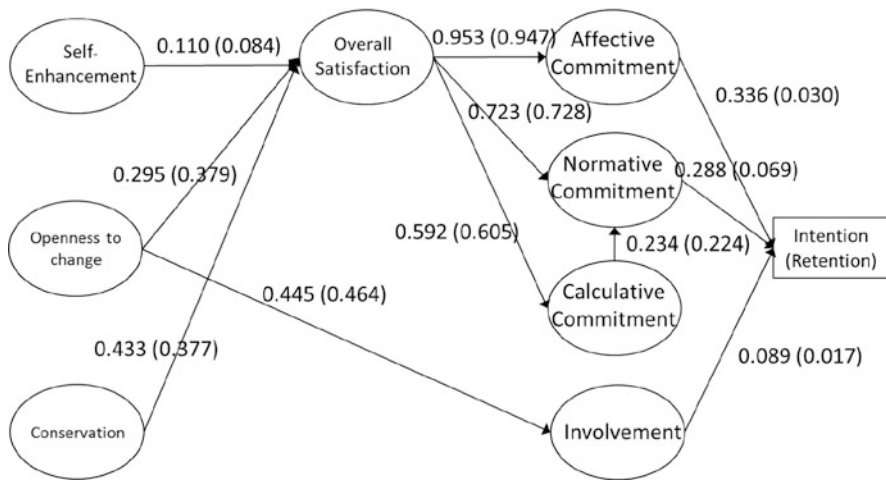 Self-
Enhancement
0.110 (0.084)
Overall
Satisfaction
0.953 (0.947)
Affective
Commitment
0.336 (0.030)
0.723 (0.728)
Normative
Commitment
0.288 (0.069)
0.295 (0.379)
Openness to
change
0.592 (0.605)
0.234 (0.224)
Intention
(Retention)
0.445 (0.464)
Calculative
Commitment
0.433 (0.377)
0.089 (0.017)
Conservation
Involvement